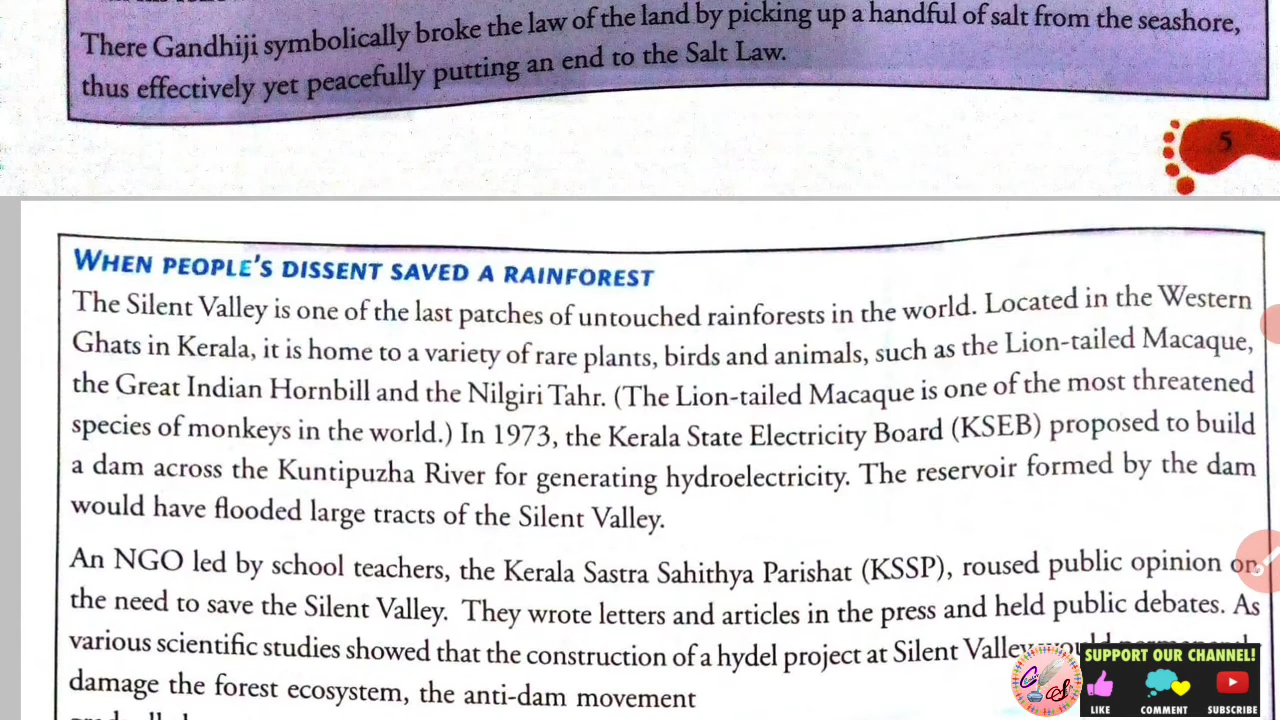 There Gandhiji symbolically broke the law of the land by picking up a handful of salt from the seashore,
thus effectively yet peacefully putting an end to the Salt Law.
5
WHEN PEOPLE'S DISSENT SAVED A RAINFOREST
The Silent Valley is one of the last patches of untouched rainforests in the world. Located in the Western
Ghats in Kerala, it is home to a variety of rare plants, birds and animals, such as the Lion-tailed Macaque,
the Great Indian Hornbill and the Nilgiri Tahr. (The Lion-tailed Macaque is one of the most threatened
species of monkeys in the world.) In 1973, the Kerala State Electricity Board (KSEB) proposed to build
a dam across the Kuntipuzha River for generating hydroelectricity. The reservoir formed by the dam
would have flooded large tracts of the Silent Valley.
An NGO led by school teachers, the Kerala Sastra Sahithya Parishat (KSSP), roused public opinion on
the need to save the Silent Valley. They wrote letters and articles in the press and held public debates. As
various scientific studies showed that the construction of a hydel project at Silent Valley would
damage the forest ecosystem, the anti-dam movement
SUPPORT OUR CHANNEL!
LIKE COMMENT SUBSCRIBE